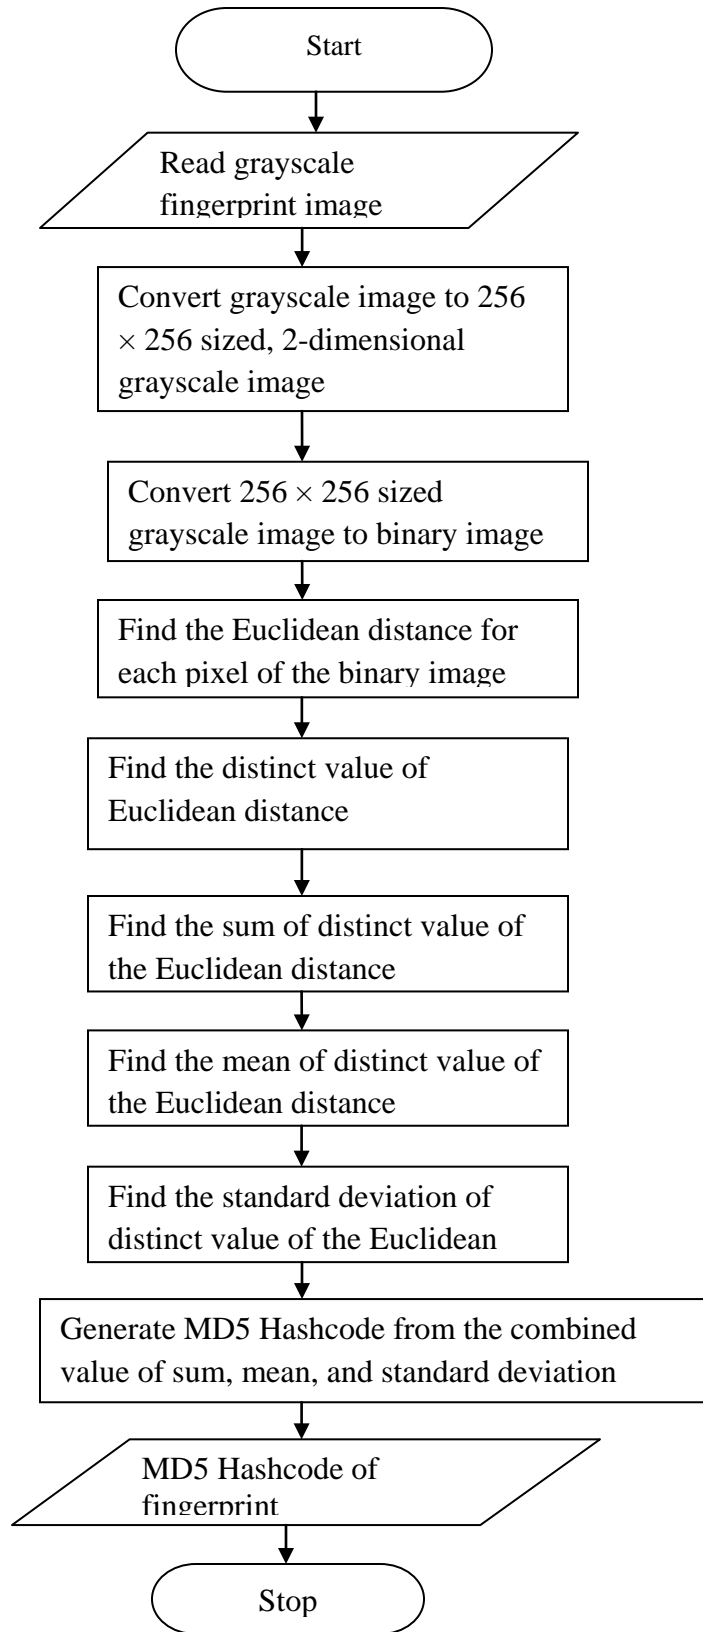 Start
Read grayscale
fingerprint image
Convert grayscale image to 256
× 256 sized, 2-dimensional
grayscale image
Convert 256 × 256 sized
grayscale image to binary image
Find the Euclidean distance for
each pixel of the binary image
Find the distinct value of
Euclidean distance
Find the sum of distinct value of
the Euclidean distance
Find the mean of distinct value of
the Euclidean distance
Find the standard deviation of
distinct value of the Euclidean
Generate MD5 Hashcode from the combined
value of sum, mean, and standard deviation
MD5 Hashcode of
fingerprint
Stop